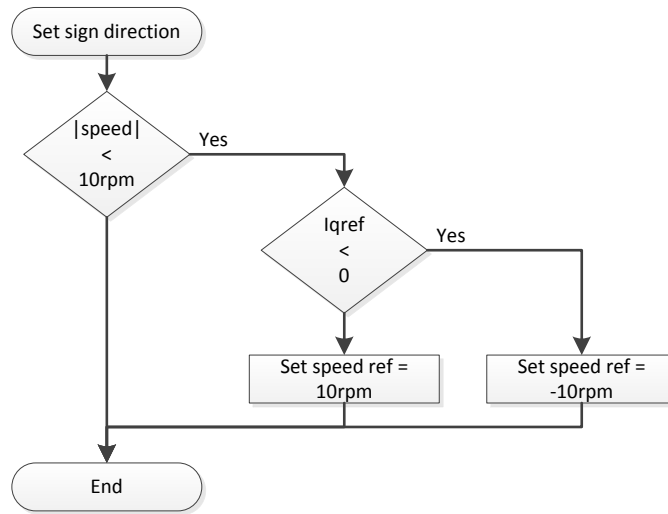 Set sign direction
|speed|
<
10rpm
Yes
Iqref
<
0
Yes
Set speed ref =
10rpm
Set speed ref =
-10rpm
End